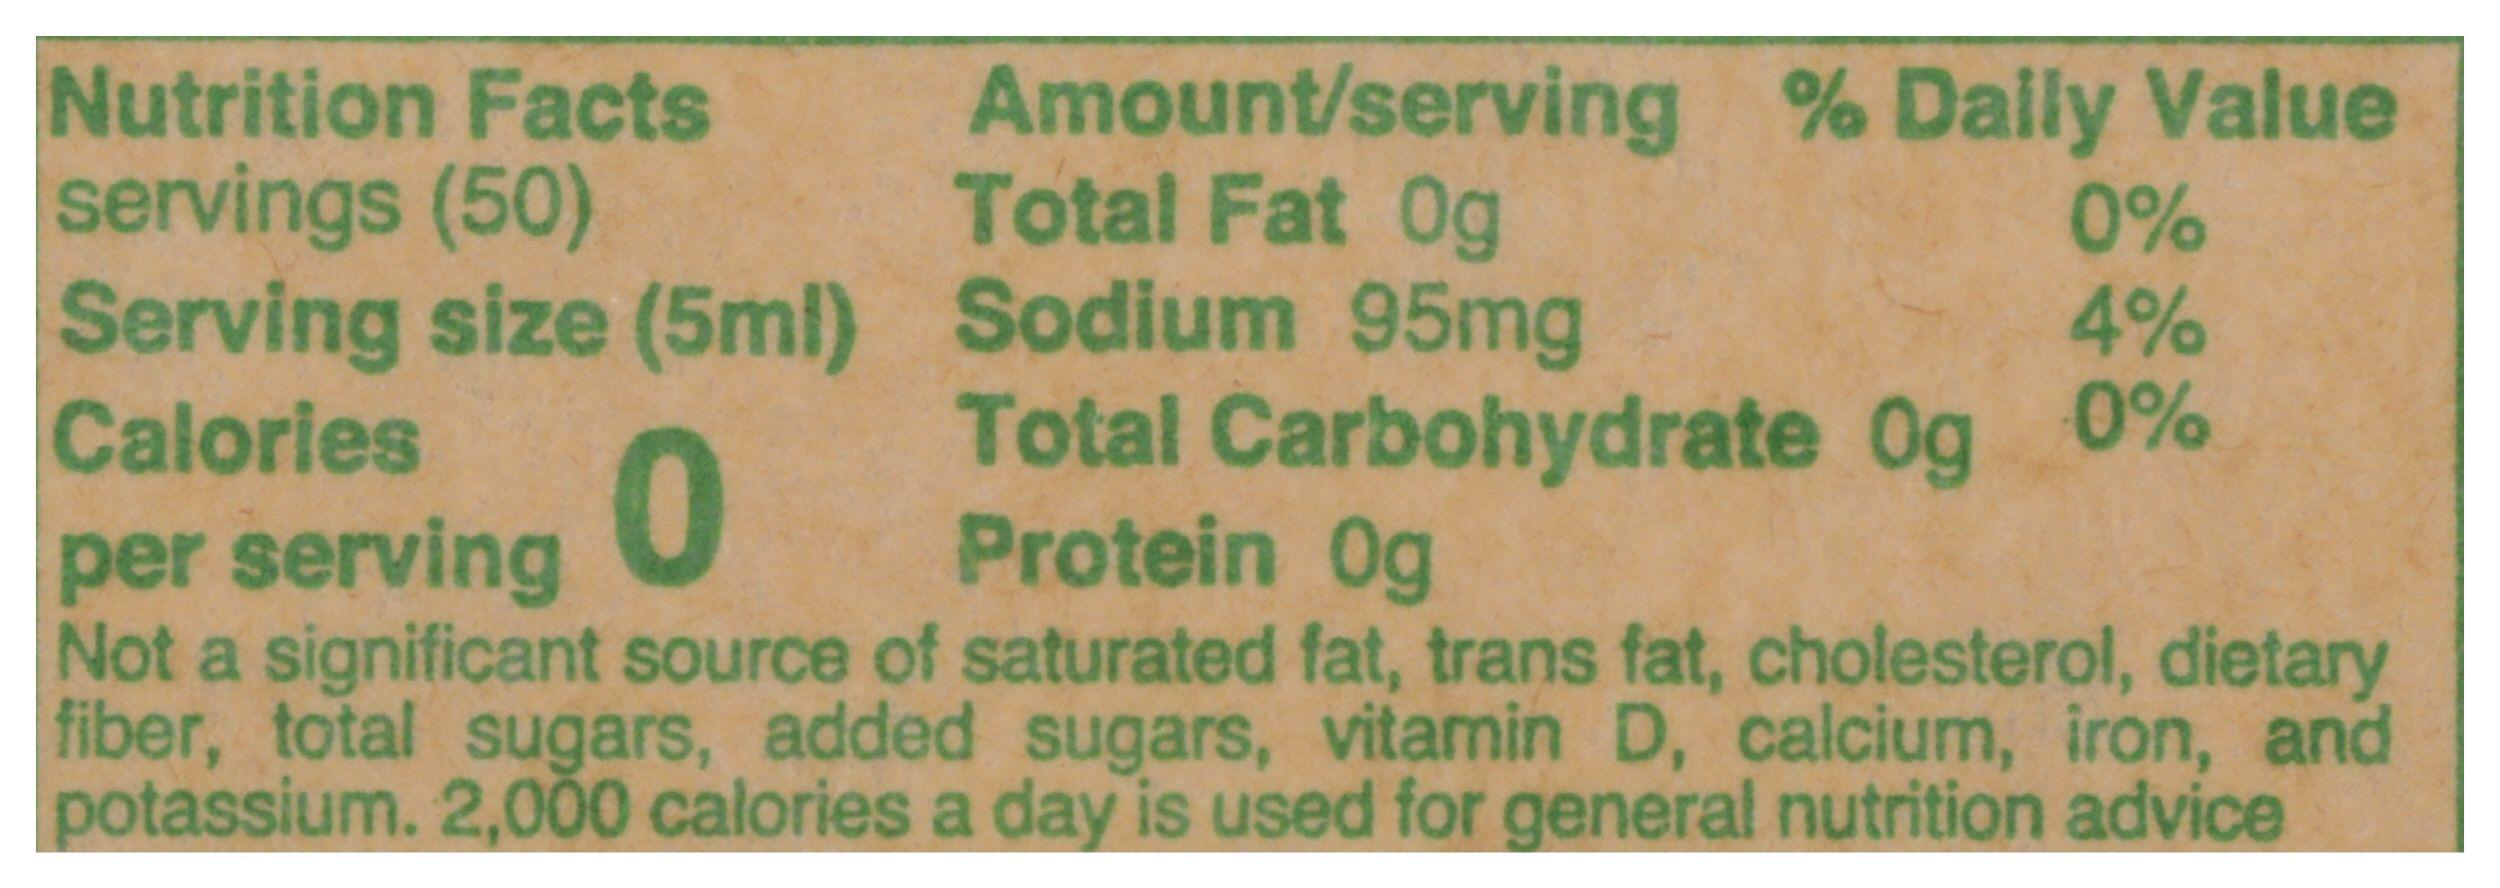 Nutrition Facts
servings (50)
Serving size (5ml)
Calories
per serving 0
Amount/serving % Daily Value
Total Fat 0g 0%
Sodium 95mg 4%
Total Carbohydrate 0g 0%
Protein 0g
Not a significant source of saturated fat, trans fat, cholesterol, dietary
fiber, total sugars, added sugars, vitamin D, calcium, iron, and
potassium. 2,000 calories a day is used for general nutrition advice